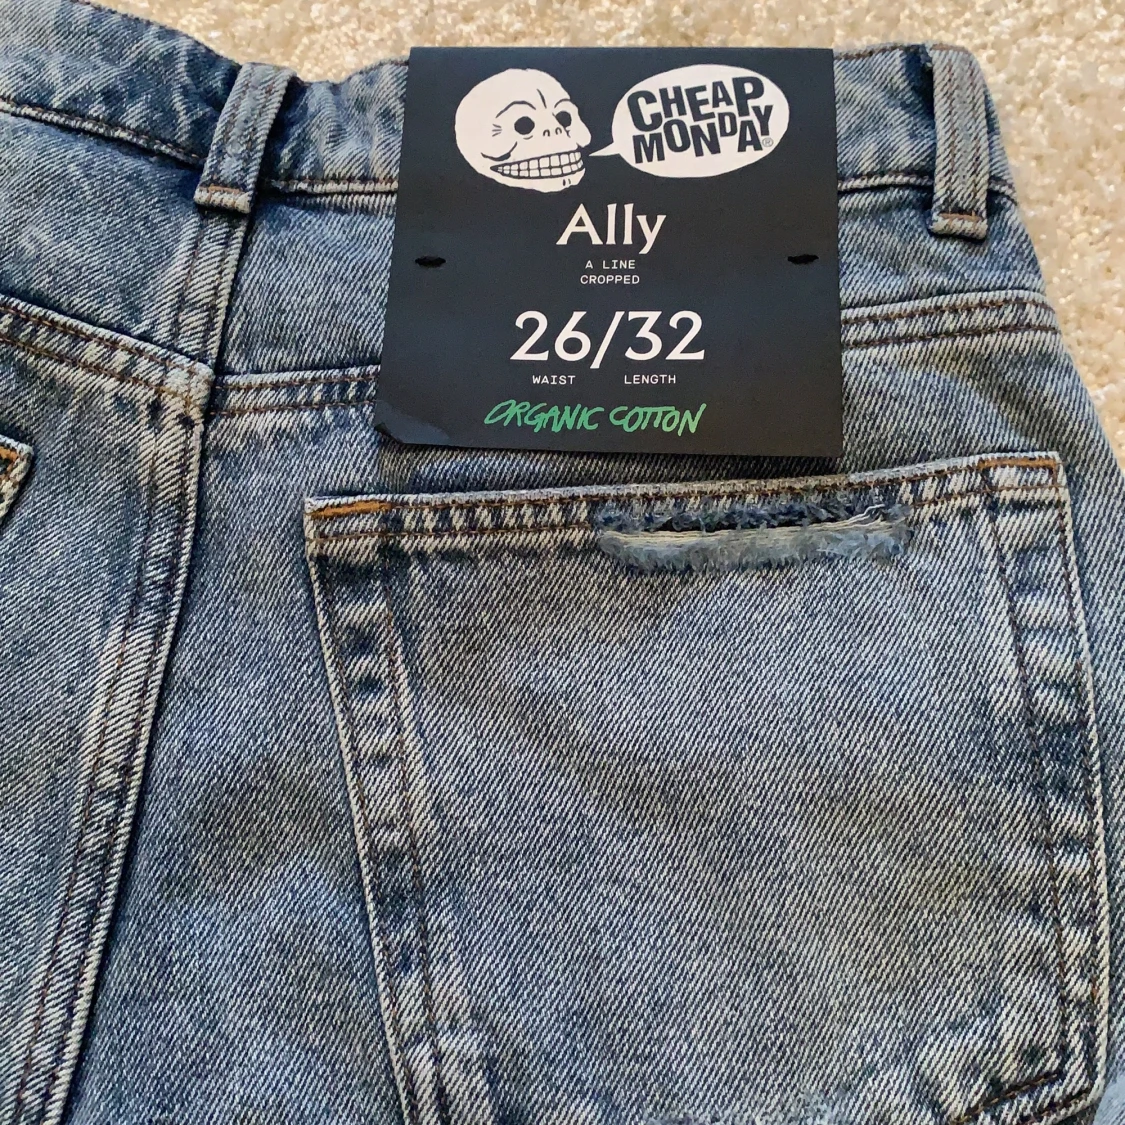 CHEAP
MONDAY®
Ally
A LINE
CROPPED
26/32
WAIST LENGTH
ORGANIC COTTON